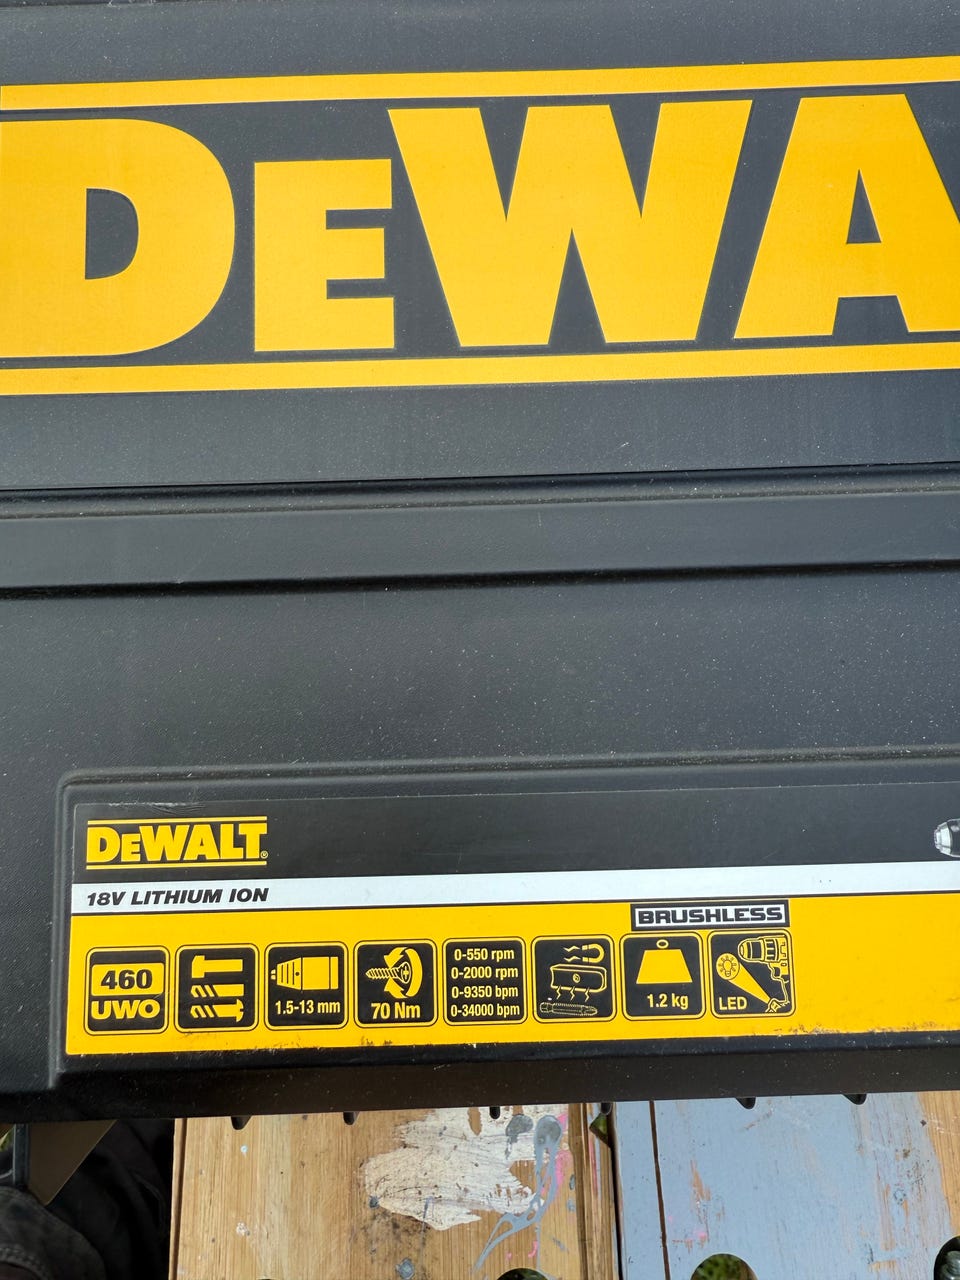 DEWA
DEWALT®
18V LITHIUM ION
BRUSHLESS
460
UWO
1.5-13 mm
70 Nm
0-550 rpm
0-2000 rpm
0-9350 bpm
0-34000 bpm
1.2 kg
LED